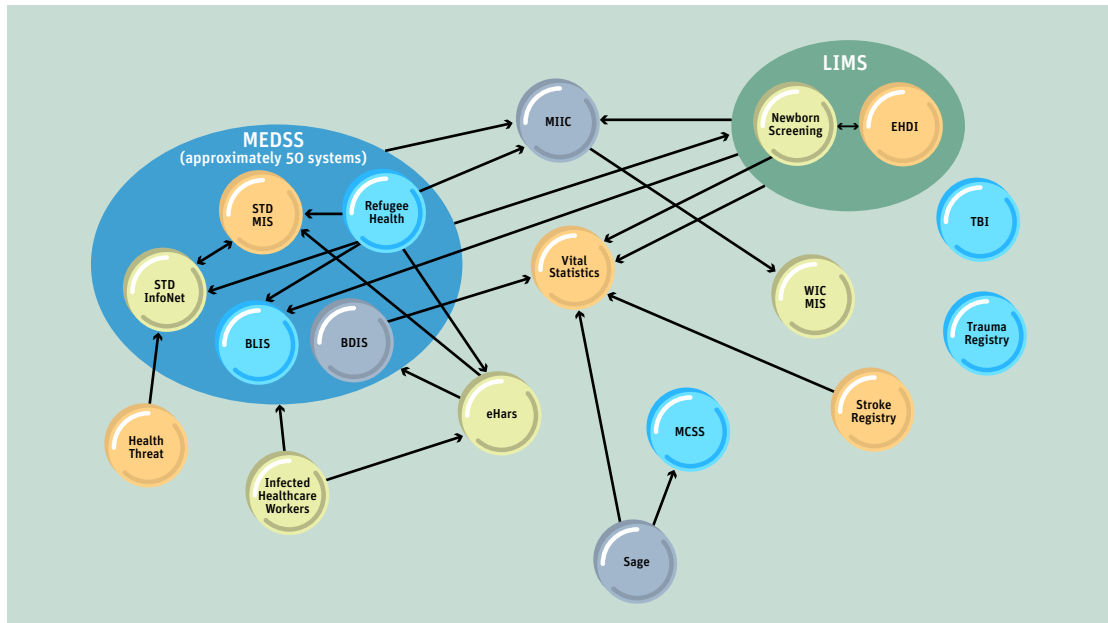 LIMS
MIIC
Newborn
Screening
EHDI
MEDSS
(approximately 50 systems)
STD
MIS
Refugee
Health
TBI
Vital
Statistics
STD
InfoNet
WIC
MIS
BLIS
BDIS
Trauma
Registry
eHars
Stroke
Registry
MCSS
Health
Threat
Infected
Healthcare
Workers
Sage